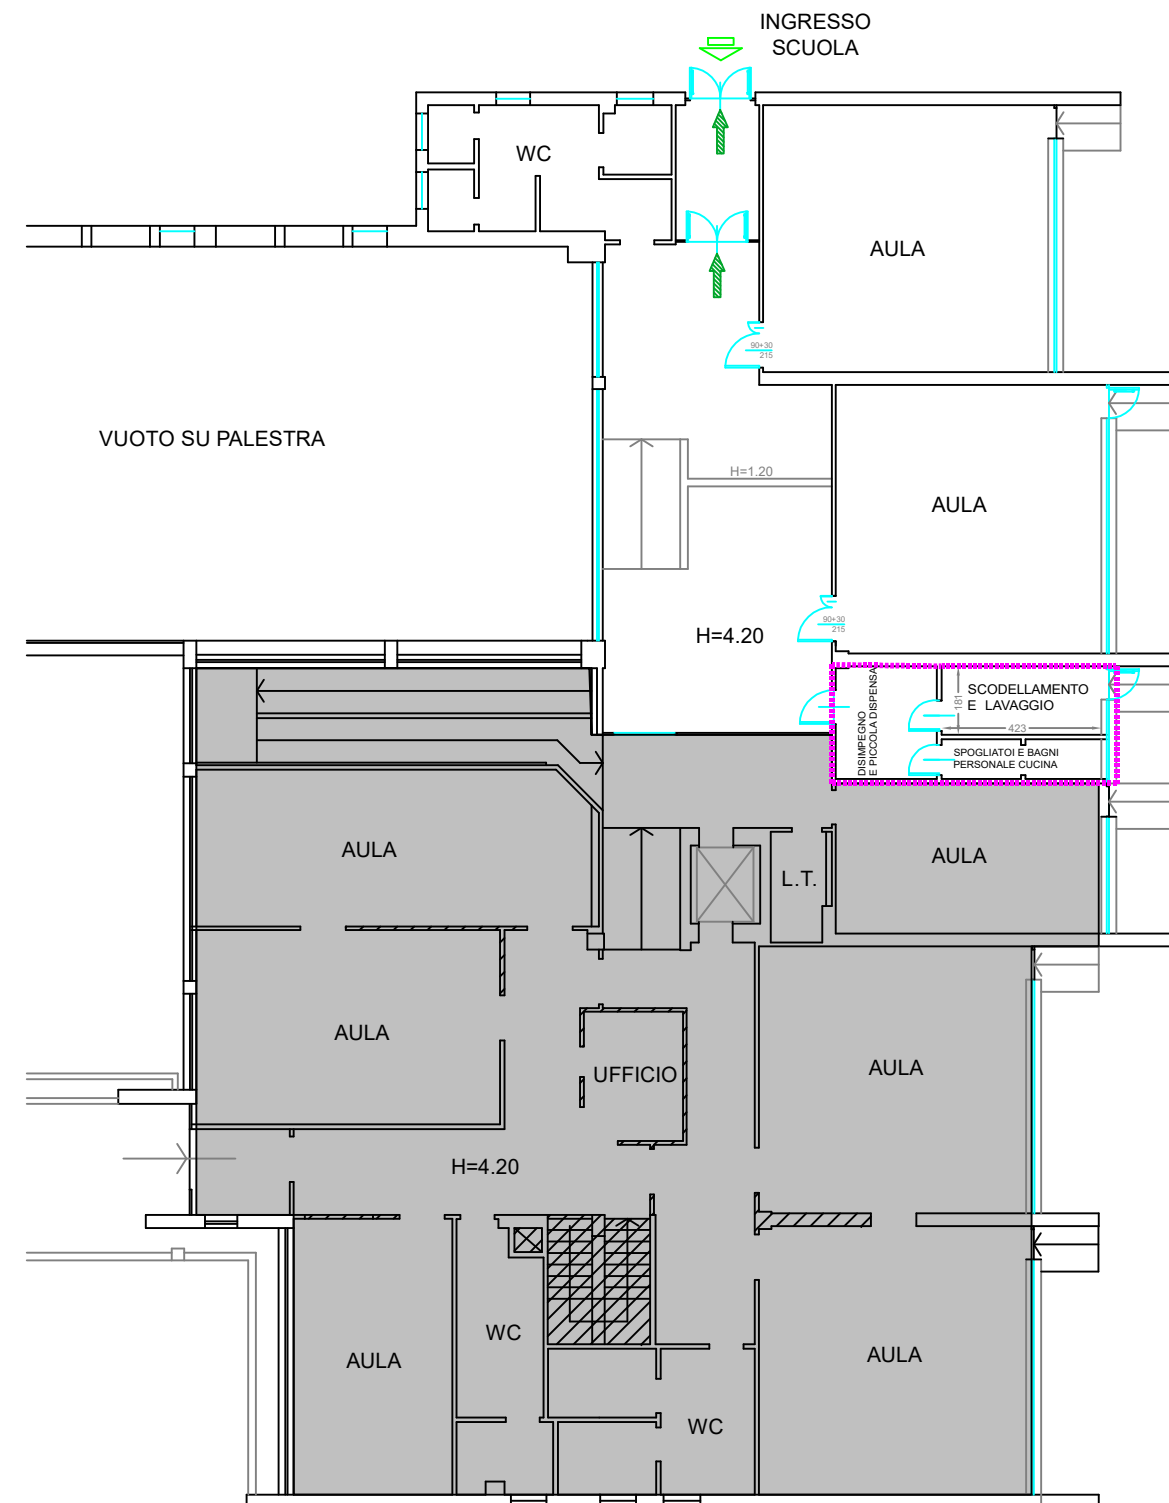 INGRESSO
SCUOLA
WC
AULA
90+30
215
VUOTO SU PALESTRA
H=1.20
AULA
90+30
215
H=4.20
DISIMPEGNO
E PICCOLA DISPENSA
SCODELLAMENTO
E LAVAGGIO
181
423
SPOGLIATOI E BAGNI
PERSONALE CUCINA
AULA
AULA
L.T.
AULA
UFFICIO
AULA
H=4.20
AULA
WC
AULA
WC